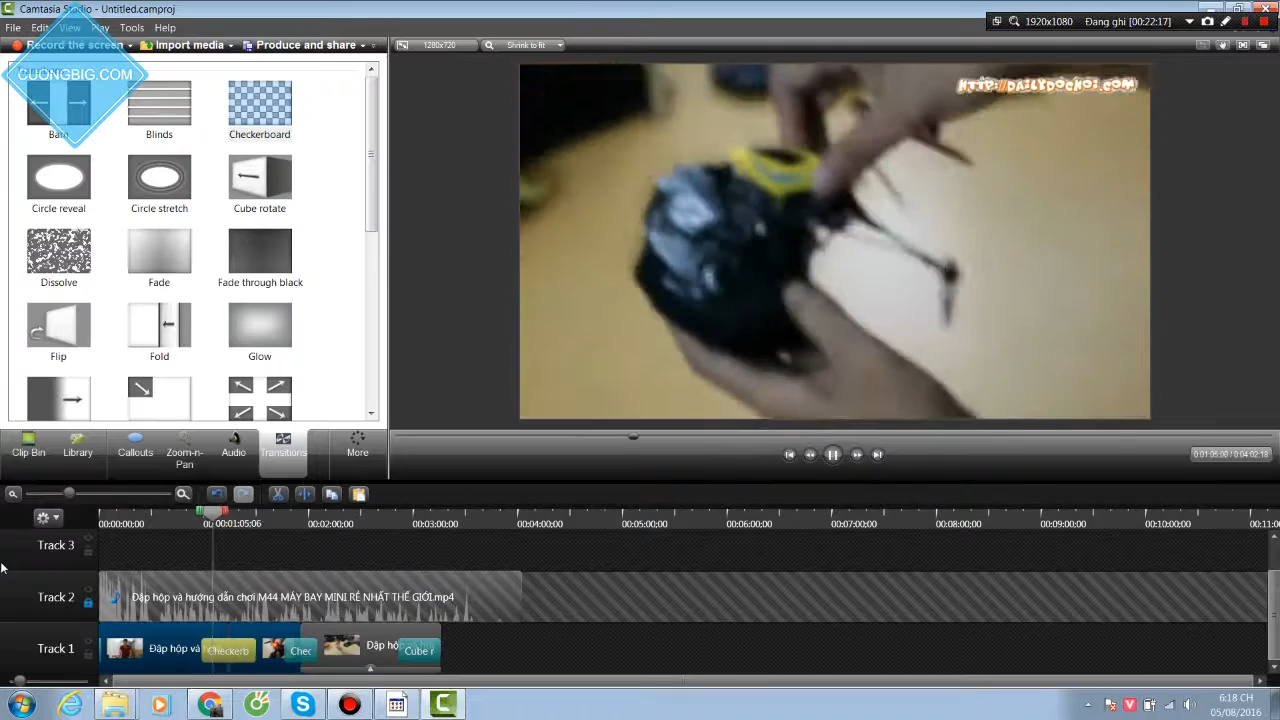 Camtasia Studio - Untitled.camproj
File Edit View Play Tools Help
1920x1080 Đang ghi [00:22:17]
Record the screen Import media Produce and share
1280x720 Shrink to fit
CUONGBIG.COM
HTTP://DAILYDOCHOI.COM
Barn Blinds Checkerboard
Circle reveal Circle stretch Cube rotate
Dissolve Fade Fade through black
Flip Fold Glow
Clip Bin Library Callouts Zoom-n-Pan Audio Transitions More
0:01:05:08 / 0:04:02:18
00:00:00:00 00:01:05:06 00:02:00:00 00:03:00:00 00:04:00:00 00:05:00:00 00:06:00:00 00:07:00:00 00:08:00:00 00:09:00:00 00:10:00:00 00:11:00
Track 3
Track 2 Đập hộp và hướng dẫn chơi M44 MÁY BAY MINI RẺ NHẤT THẾ GIỚI.mp4
Track 1 Đập hộp và h Checkerb Chec Đập hộ Cube r
6:18 CH
05/08/2016